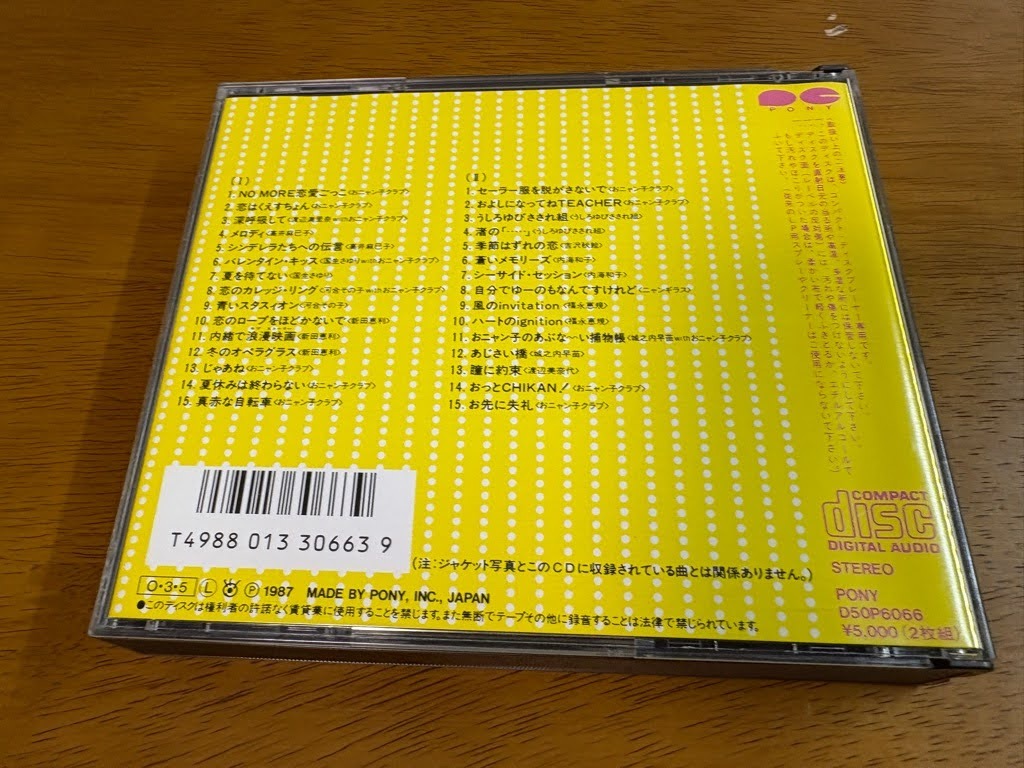 PONY
(Ⅰ)
1. NO MORE恋愛ごっこ〈おニャン子クラブ〉
2. 恋はくえすちょん〈おニャン子クラブ〉
3. 深呼吸して〈渡辺満里奈withおニャン子クラブ〉
4. メロディ〈高井麻巳子〉
5. シンデレラたちへの伝言〈高井麻巳子〉
6. バレンタイン・キッス〈国生さゆりwithおニャン子クラブ〉
7. 夏を待てない〈国生さゆり〉
8. 恋のカレッジ・リング〈河合その子withおニャン子クラブ〉
9. 青いスタスィオン〈河合その子〉
10. 恋のロープをほどかないで〈新田恵利〉
11. 内緒で浪漫映画〈新田恵利〉
12. 冬のオペラグラス〈新田恵利〉
13. じゃあね〈おニャン子クラブ〉
14. 夏休みは終わらない〈おニャン子クラブ〉
15. 真赤な自転車〈おニャン子クラブ〉
(Ⅱ)
1. セーラー服を脱がさないで〈おニャン子クラブ〉
2. およしになってねTEACHER〈おニャン子クラブ〉
3. うしろゆびさされ組〈うしろゆびさされ組〉
4. 渚の「……」〈うしろゆびさされ組〉
5. 季節はずれの恋〈吉沢秋絵〉
6. 蒼いメモリーズ〈内海和子〉
7. シーサイド・セッション〈内海和子〉
8. 自分でゆーのもなんですけれど〈ニャンギラス〉
9. 風のinvitation〈福永恵規〉
10. ハートのignition〈福永恵規〉
11. おニャン子のあぶな〜い捕物帳〈城之内早苗withおニャン子クラブ〉
12. あじさい橋〈城之内早苗〉
13. 瞳に約束〈渡辺美奈代〉
14. おっとCHIKAN!〈おニャン子クラブ〉
15. お先に失礼〈おニャン子クラブ〉
T4988 013 30663 9
(注:ジャケット写真とこのCDに収録されている曲とは関係ありません。)
O・3・5 Ⓛ Ⓟ 1987 MADE BY PONY, INC., JAPAN
●このディスクは権利者の許諾なく賃貸業に使用することを禁じます。また無断でテープその他に録音することは法律で禁じられています。
COMPACT
disc
DIGITAL AUDIO
STEREO
PONY
D50P6066
¥5,000(2枚組)